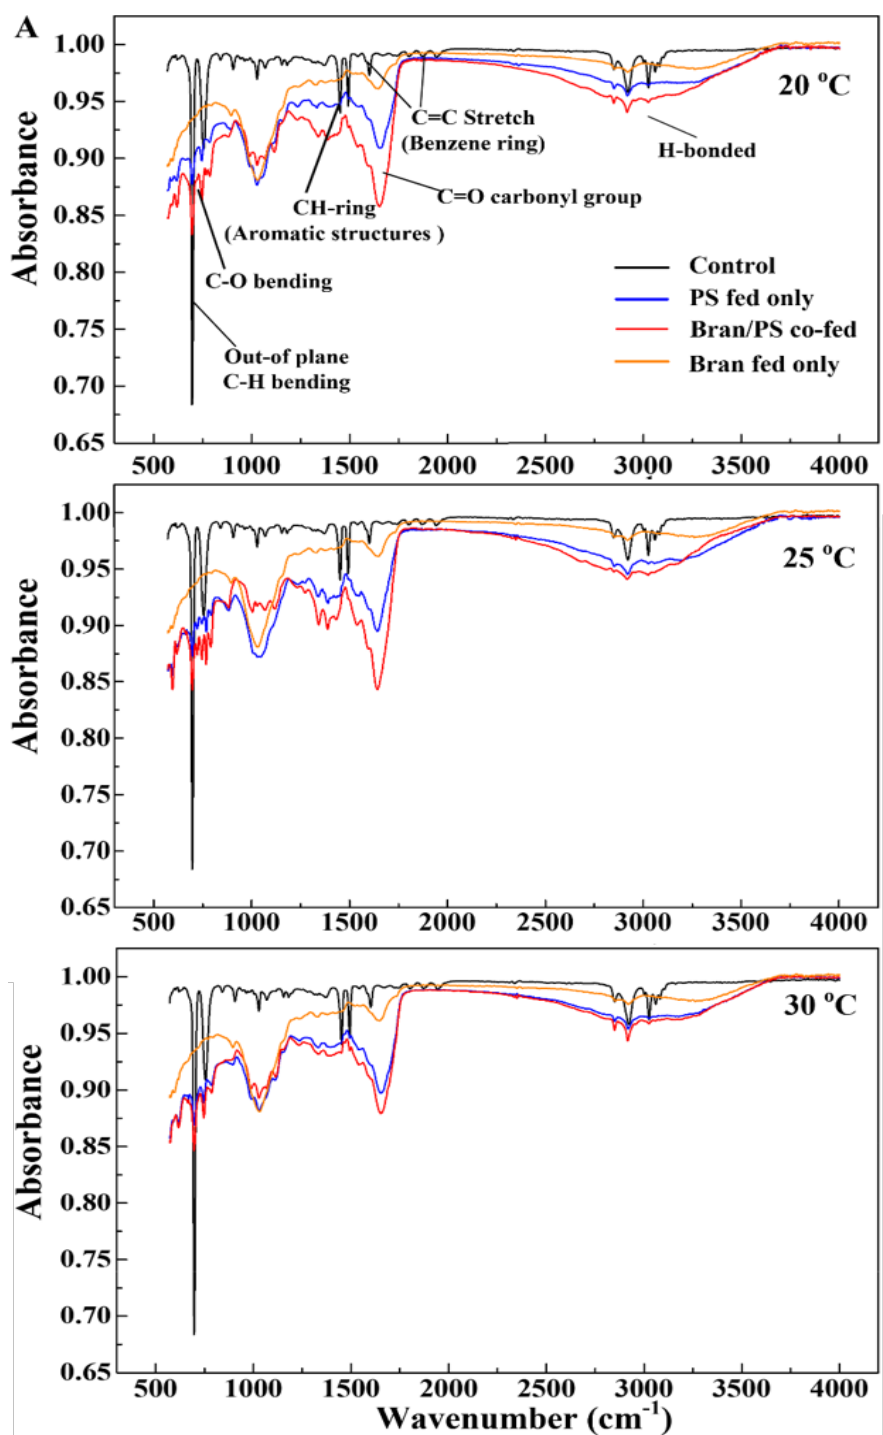 A
1.00
0.95
0.90
0.85
0.80
0.75
0.70
0.65
Absorbance
20 °C
C=C Stretch
(Benzene ring)
H-bonded
C=O carbonyl group
CH-ring
(Aromatic structures )
C-O bending
Out-of plane
C-H bending
Control
PS fed only
Bran/PS co-fed
Bran fed only
500 1000 1500 2000 2500 3000 3500 4000
1.00
0.95
0.90
0.85
0.80
0.75
0.70
0.65
Absorbance
25 °C
500 1000 1500 2000 2500 3000 3500 4000
1.00
0.95
0.90
0.85
0.80
0.75
0.70
0.65
Absorbance
30 °C
500 1000 1500 2000 2500 3000 3500 4000
Wavenumber (cm⁻¹)